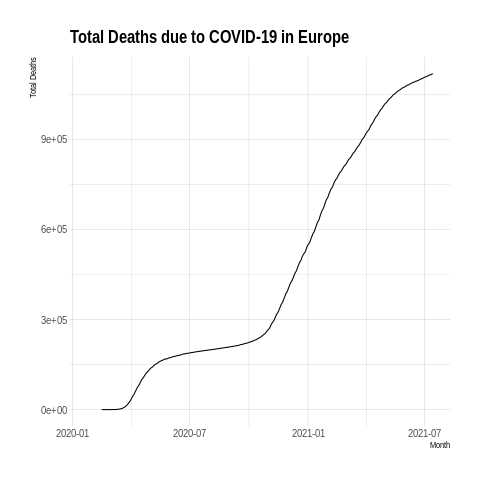 Total Deaths due to COVID-19 in Europe
Total Deaths
9e+05
6e+05
3e+05
0e+00
2020-01 2020-07 2021-01 2021-07
Month